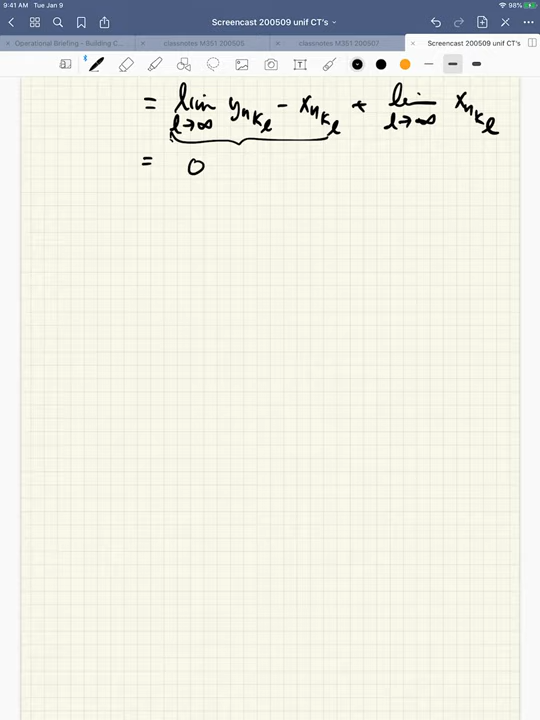 9:41 AM Tue Jan 9
98%
Screencast 200509 unif CT's
Operational Briefing - Building C...
classnotes M351 200505
classnotes M351 200507
Screencast 200509 unif CT's
= lim_{l→∞} y_{n_{k_l}} - x_{n_{k_l}} + lim_{l→∞} x_{n_{k_l}}
= 0